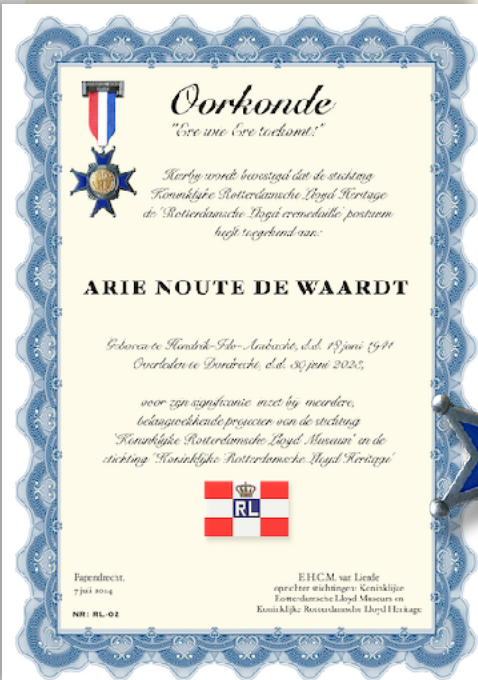 Oorkonde
"Ere wie Ere toekomt!"
Hierby wordt bevestigd dat de stichting
Koninklijke Rotterdamsche Lloyd Heritage
de 'Rotterdamsche Lloyd eremedaille' postuum
heeft toegekend aan:
ARIE NOUTE DE WAARDT
Geboren te Hendrik-Ido-Ambacht, d.d. juni 1941
Overleden te Dordrecht, d.d. 30 juni 2023,
voor zijn significante inzet bij meerdere,
belangwekkende projecten van de stichting
'Koninklijke Rotterdamsche Lloyd Museum' en de
stichting 'Koninklijke Rotterdamsche Lloyd Heritage'
RL
Papendrecht,
7 juli 2024
NR: RL-02
E.H.C.M. van Lierde
oprichter stichtingen: Koninklijke
Rotterdamsche Lloyd Museum en
Koninklijke Rotterdamsche Lloyd Heritage